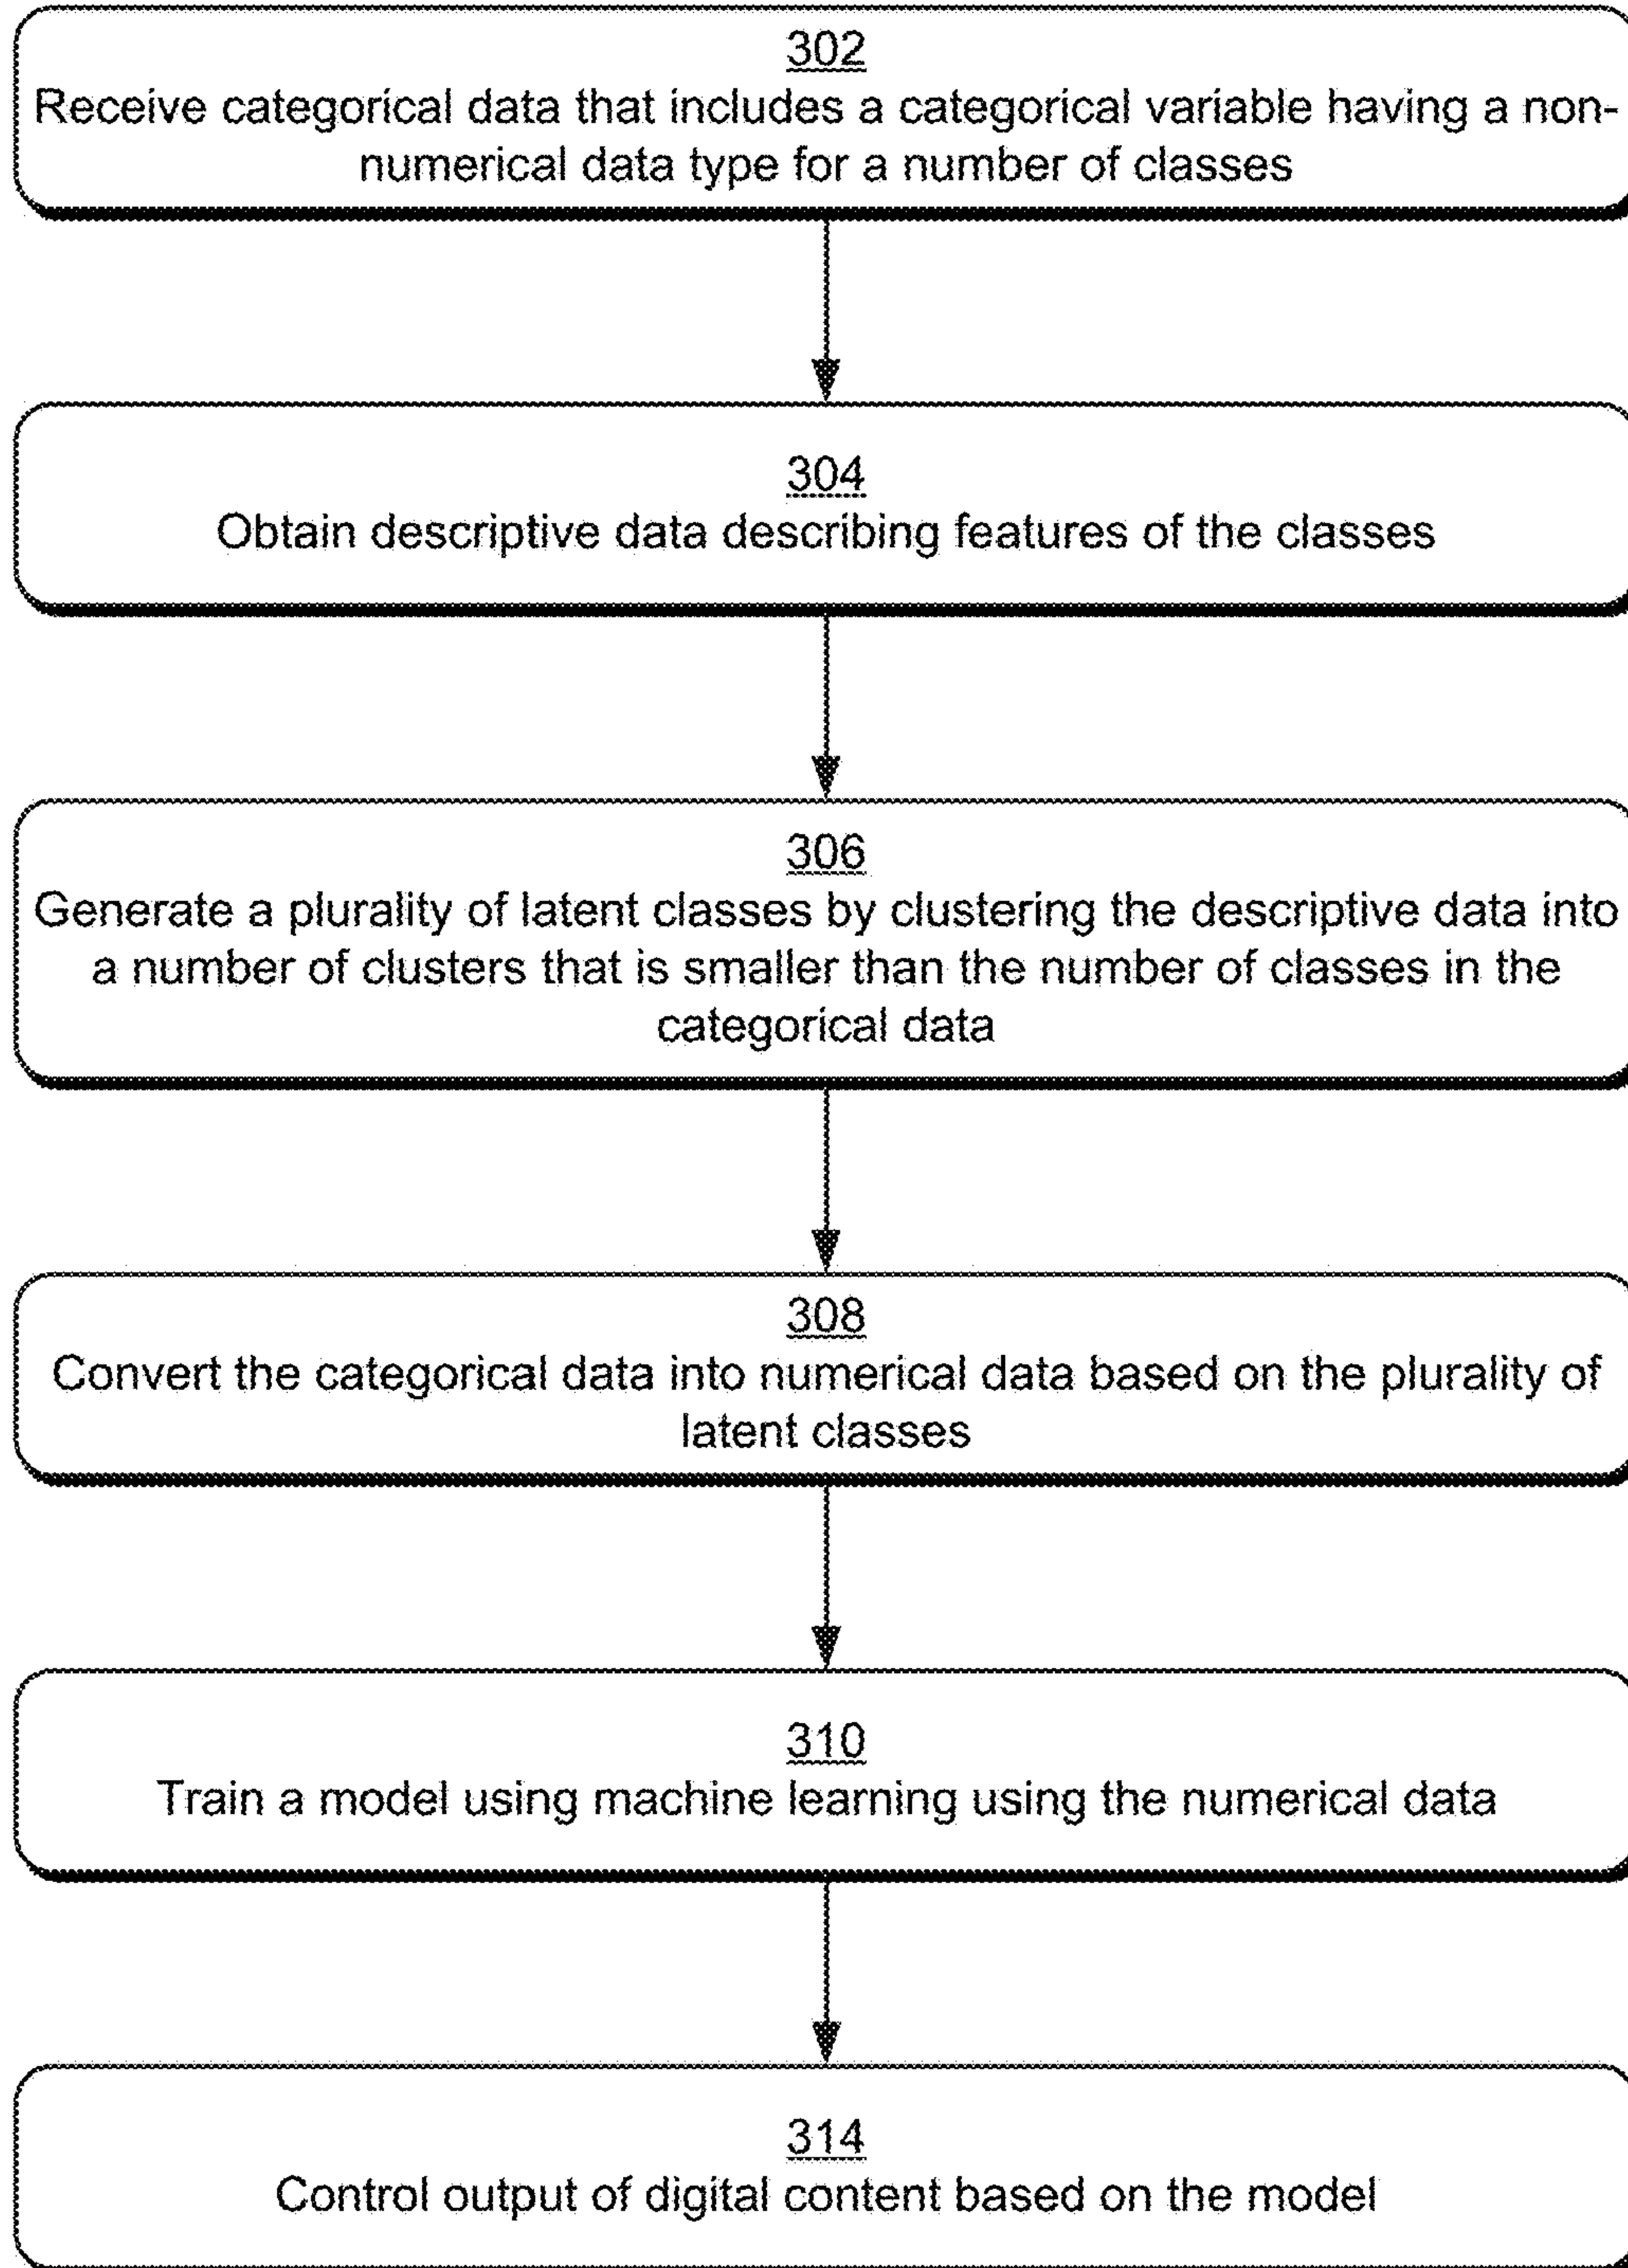 302
Receive categorical data that includes a categorical variable having a non-
numerical data type for a number of classes
304
Obtain descriptive data describing features of the classes
306
Generate a plurality of latent classes by clustering the descriptive data into
a number of clusters that is smaller than the number of classes in the
categorical data
308
Convert the categorical data into numerical data based on the plurality of
latent classes
310
Train a model using machine learning using the numerical data
314
Control output of digital content based on the model